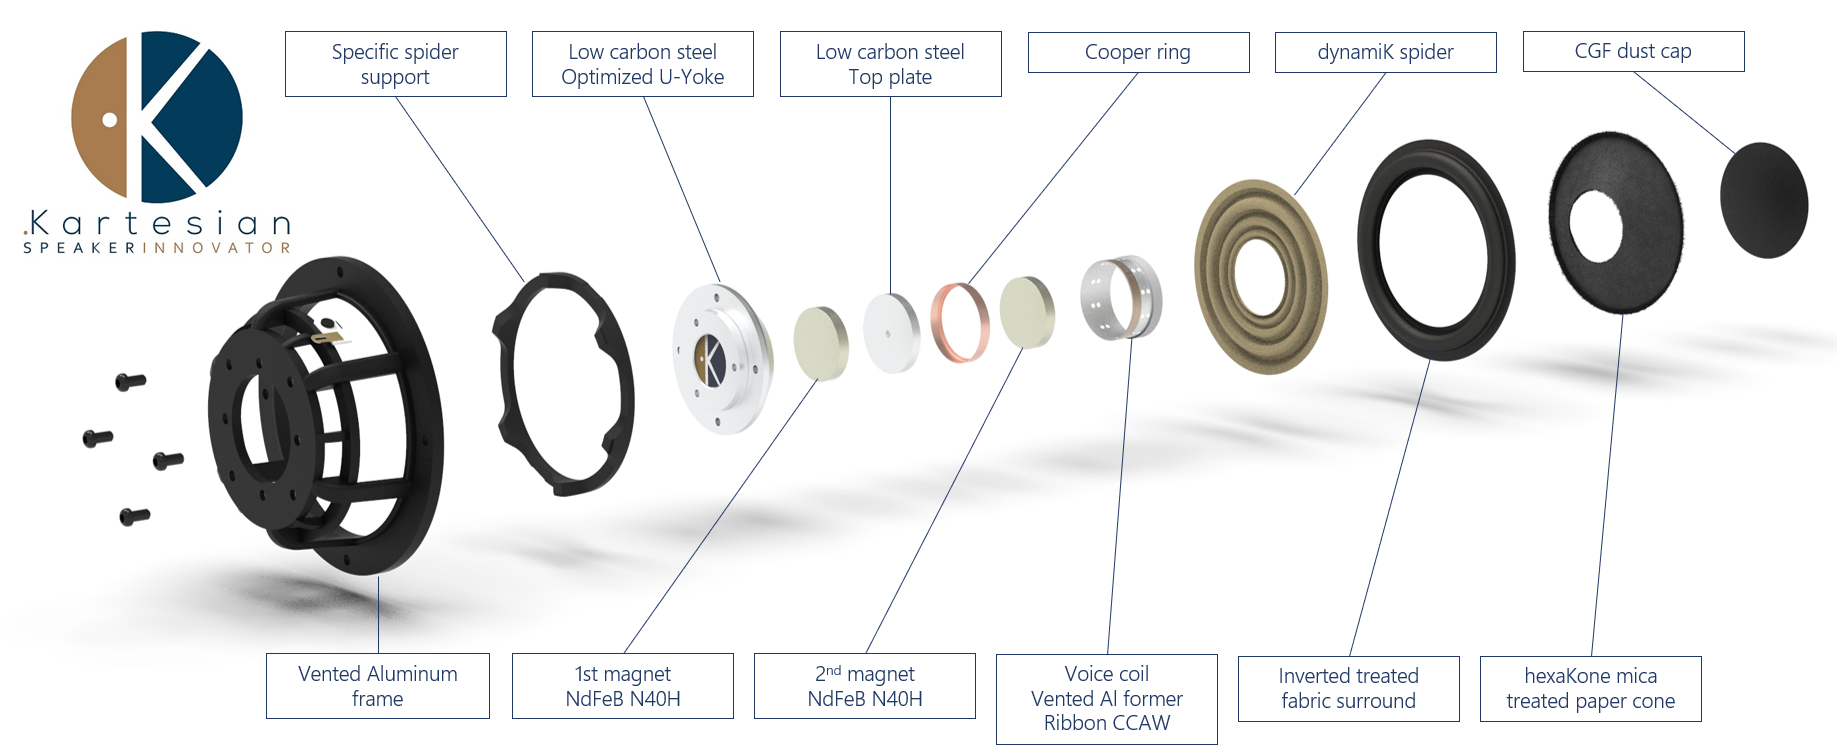 Specific spider
support
Low carbon steel
Optimized U-Yoke
Low carbon steel
Top plate
Cooper ring
dynamiK spider
CGF dust cap
.Kartesian
SPEAKERINNOVATOR
Vented Aluminum
frame
1st magnet
NdFeB N40H
2nd magnet
NdFeB N40H
Voice coil
Vented Al former
Ribbon CCAW
Inverted treated
fabric surround
hexaKone mica
treated paper cone